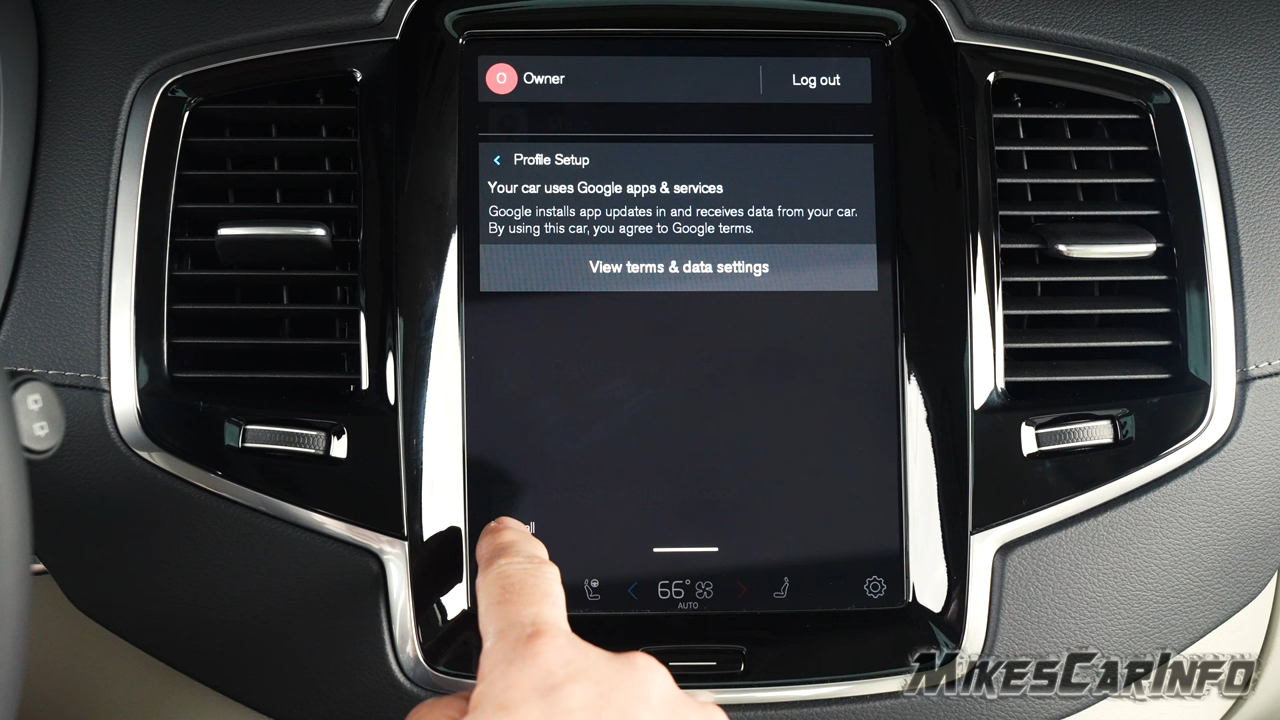 O Owner
Log out
Profile Setup
Your car uses Google apps & services
Google installs app updates in and receives data from your car.
By using this car, you agree to Google terms.
View terms & data settings
66°
AUTO
MIKESCARINFO